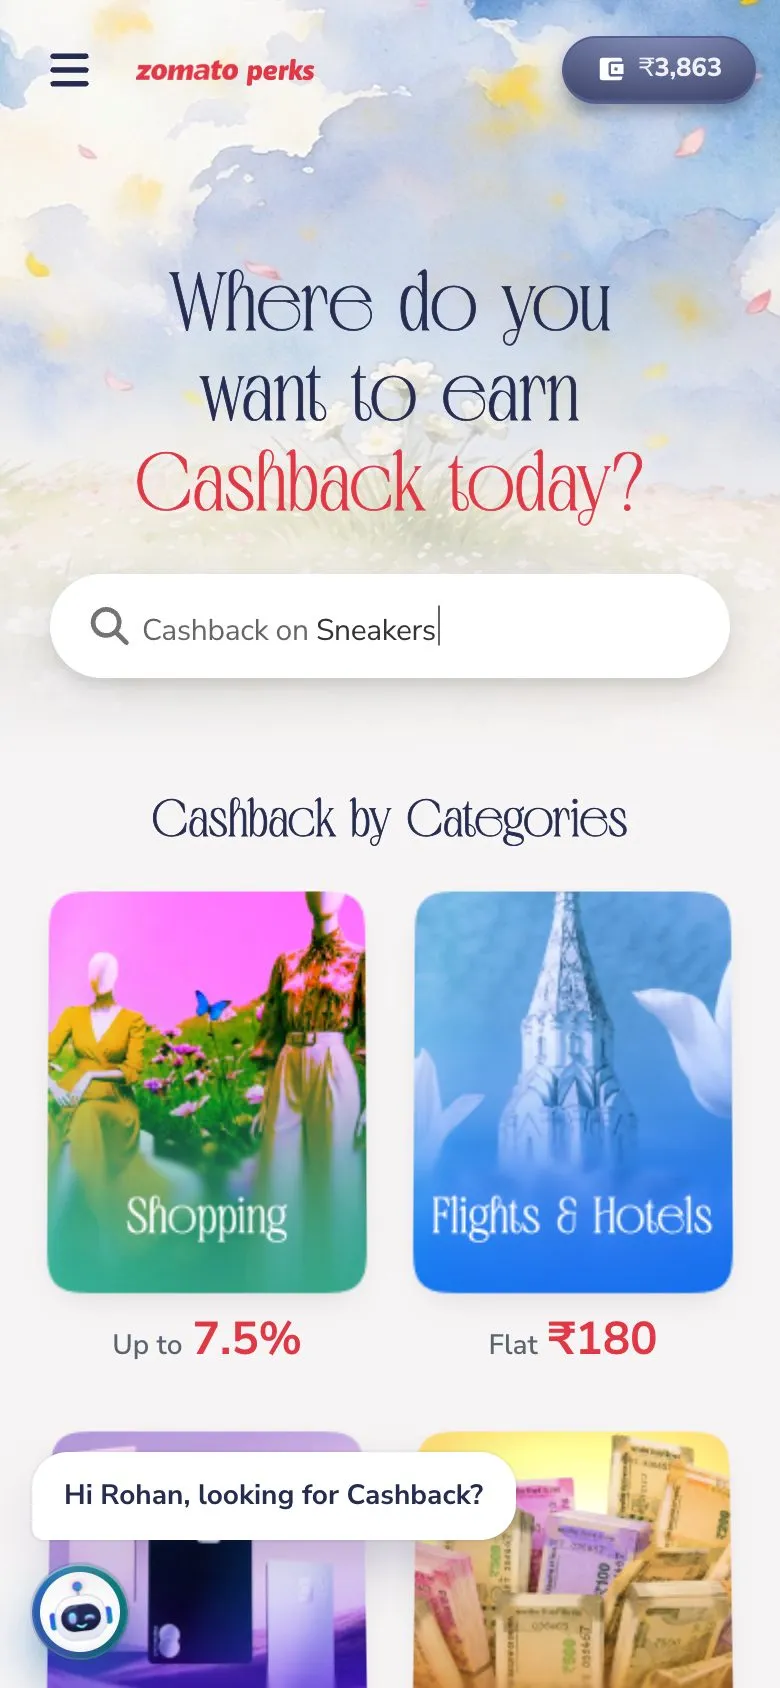 zomato perks
₹3,863
Where do you
want to earn
Cashback today?
Cashback on Sneakers
Cashback by Categories
Shopping
Flights & Hotels
Up to 7.5%
Flat ₹180
Hi Rohan, looking for Cashback?